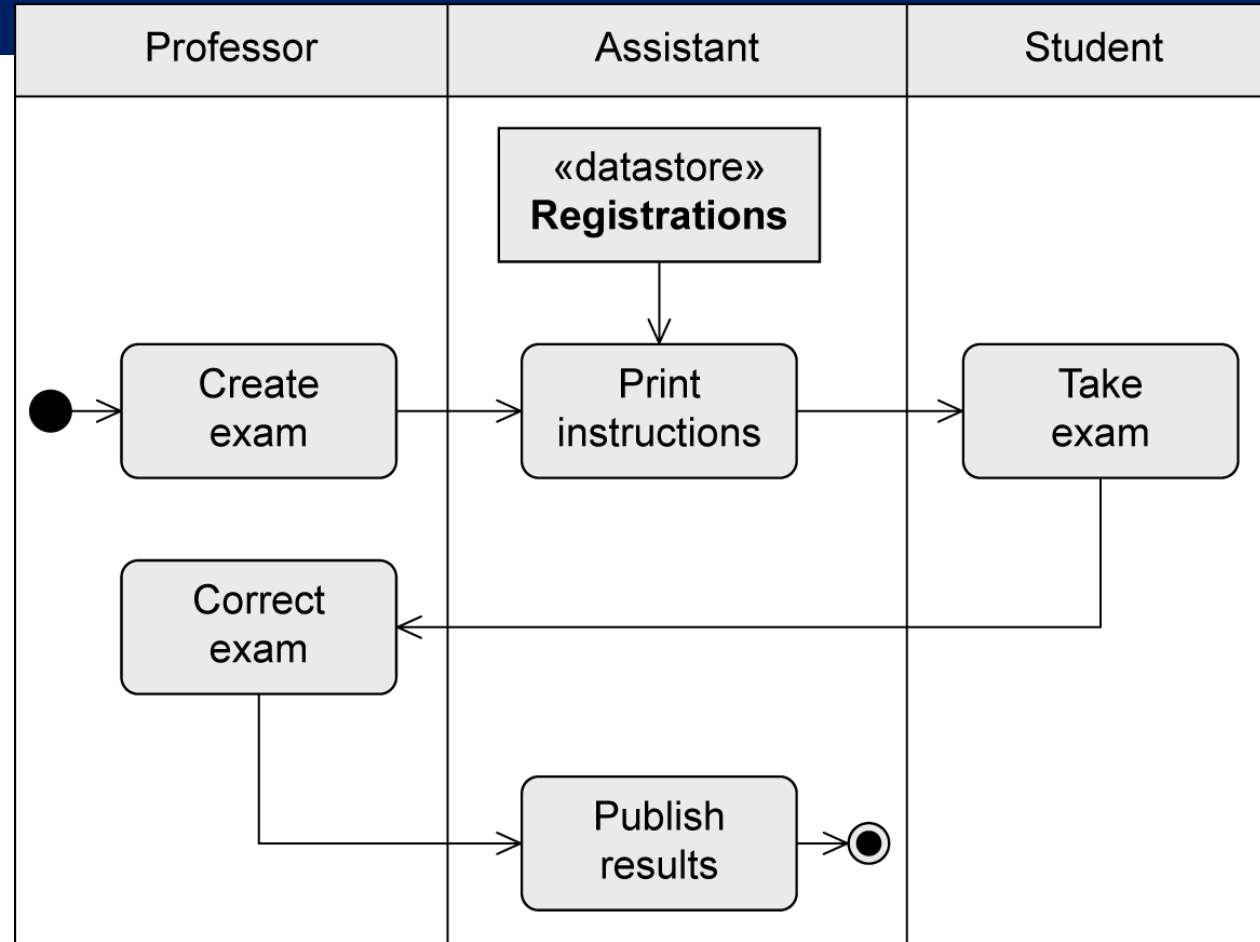 Professor
Assistant
Student
«datastore»
Registrations
Create
exam
Print
instructions
Take
exam
Correct
exam
Publish
results